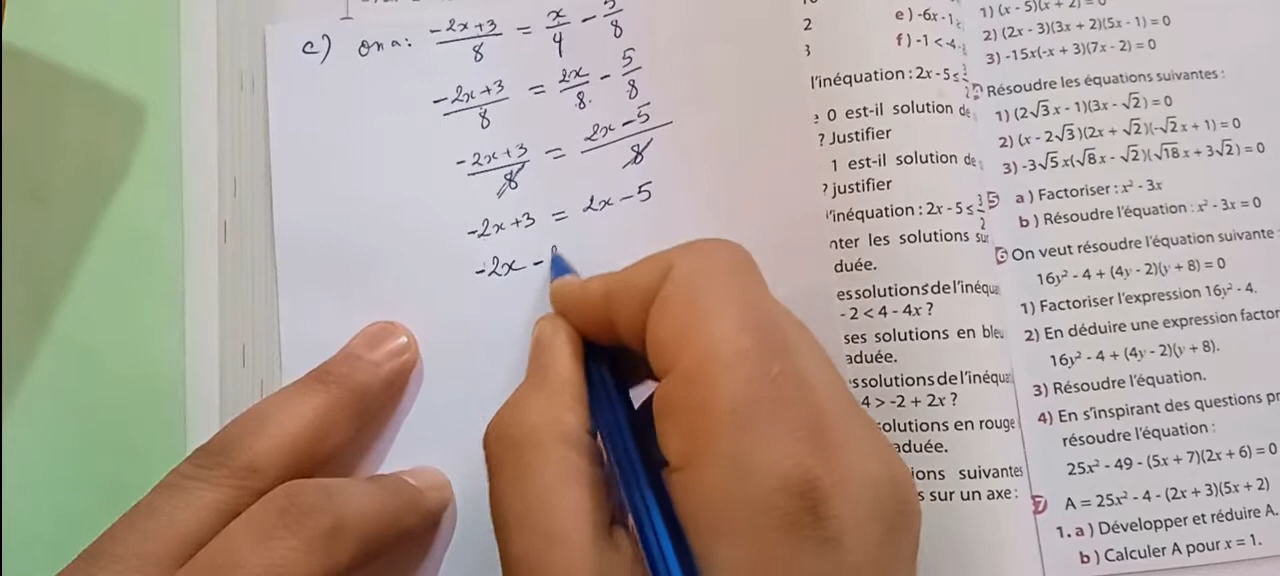 c) on a: -2x+3/8 = x/4 - 5/8
-2x+3/8 = 2x/8 - 5/8
-2x+3/8 = 2x-5/8
-2x+3 = 2x-5
-2x -
2
3
e) -6x - 1
f) -1 < -4
l'inéquation : 2x - 5 ≤
0 est-il solution de
? Justifier
1 est-il solution de
? justifier
l'inéquation : 2x - 5 ≤ 3/2
nter les solutions sur
duée.
es solutions de l'inéqua
- 2 < 4 - 4x ?
ses solutions en bleu
aduée.
s solutions de l'inéqua
4 > -2 + 2x ?
solutions en rouge
aduée.
ions suivantes
s sur un axe :
1) (x - 5)(x + 2) = 0
2) (2x - 3)(3x + 2)(5x - 1) = 0
3) -15x(-x + 3)(7x - 2) = 0
Résoudre les équations suivantes :
1) (2√3 x - 1)(3x - √2) = 0
2) (x - 2√3)(2x + √2)(-√2x + 1) = 0
3) -3√5 x(√8x - √2)(√18x + 3√2) = 0
5 a ) Factoriser : x² - 3x
b ) Résoudre l'équation : x² - 3x = 0
6 On veut résoudre l'équation suivante
16y² - 4 + (4y - 2)(y + 8) = 0
1) Factoriser l'expression 16y² - 4.
2) En déduire une expression factor
16y² - 4 + (4y - 2)(y + 8).
3) Résoudre l'équation.
4) En s'inspirant des questions pr
résoudre l'équation :
25x² - 49 - (5x + 7)(2x + 6) = 0
7 A = 25x² - 4 - (2x + 3)(5x + 2)
1. a ) Développer et réduire A.
b ) Calculer A pour x = 1.